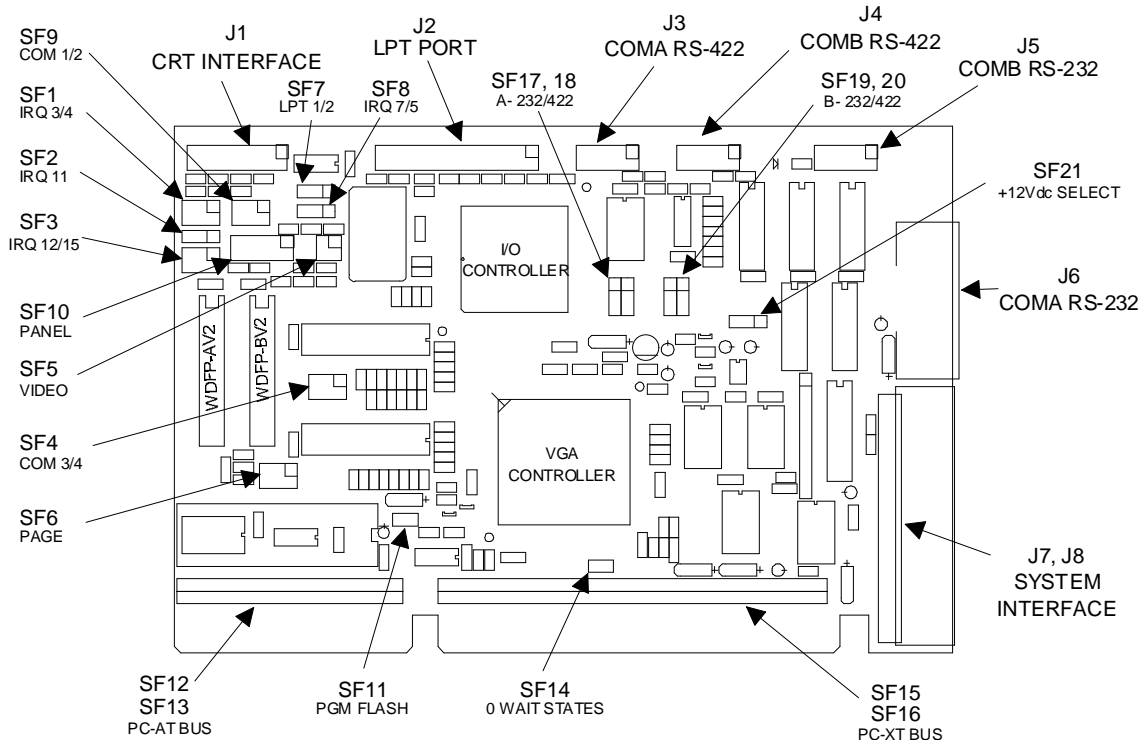 SF9
COM 1/2
J1
CRT INTERFACE
J2
LPT PORT
J3
COMA RS-422
J4
COMB RS-422
J5
COMB RS-232
SF1
IRQ 3/4
SF7
LPT 1/2
SF8
IRQ 7/5
SF17, 18
A- 232/422
SF19, 20
B- 232/422
SF2
IRQ 11
SF21
+12Vdc SELECT
SF3
IRQ 12/15
I/O
CONTROLLER
J6
COMA RS-232
SF10
PANEL
WDFP-AV2
WDFP-BV2
SF5
VIDEO
SF4
COM 3/4
VGA
CONTROLLER
SF6
PAGE
J7, J8
SYSTEM
INTERFACE
SF12
SF13
PC-AT BUS
SF11
PGM FLASH
SF14
0 WAIT STATES
SF15
SF16
PC-XT BUS